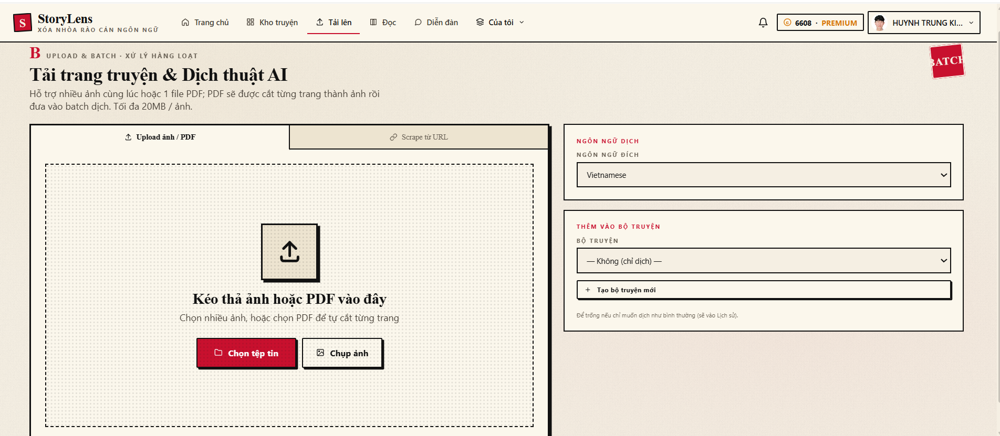 S
StoryLens
XÓA NHÒA RÀO CẢN NGÔN NGỮ
Trang chủ
Kho truyện
Tải lên
Đọc
Diễn đàn
Của tôi
6608 · PREMIUM
HUYNH TRUNG KI...
B UPLOAD & BATCH · XỬ LÝ HÀNG LOẠT
BATCH
Tải trang truyện & Dịch thuật AI
Hỗ trợ nhiều ảnh cùng lúc hoặc 1 file PDF; PDF sẽ được cắt từng trang thành ảnh rồi
đưa vào batch dịch. Tối đa 20MB / ảnh.
Upload ảnh / PDF
Scrape từ URL
Kéo thả ảnh hoặc PDF vào đây
Chọn nhiều ảnh, hoặc chọn PDF để tự cắt từng trang
Chọn tệp tin
Chụp ảnh
NGÔN NGỮ DỊCH
NGÔN NGỮ ĐÍCH
Vietnamese
THÊM VÀO BỘ TRUYỆN
BỘ TRUYỆN
— Không (chỉ dịch) —
+ Tạo bộ truyện mới
Để trống nếu chỉ muốn dịch như bình thường (sẽ vào Lịch sử).